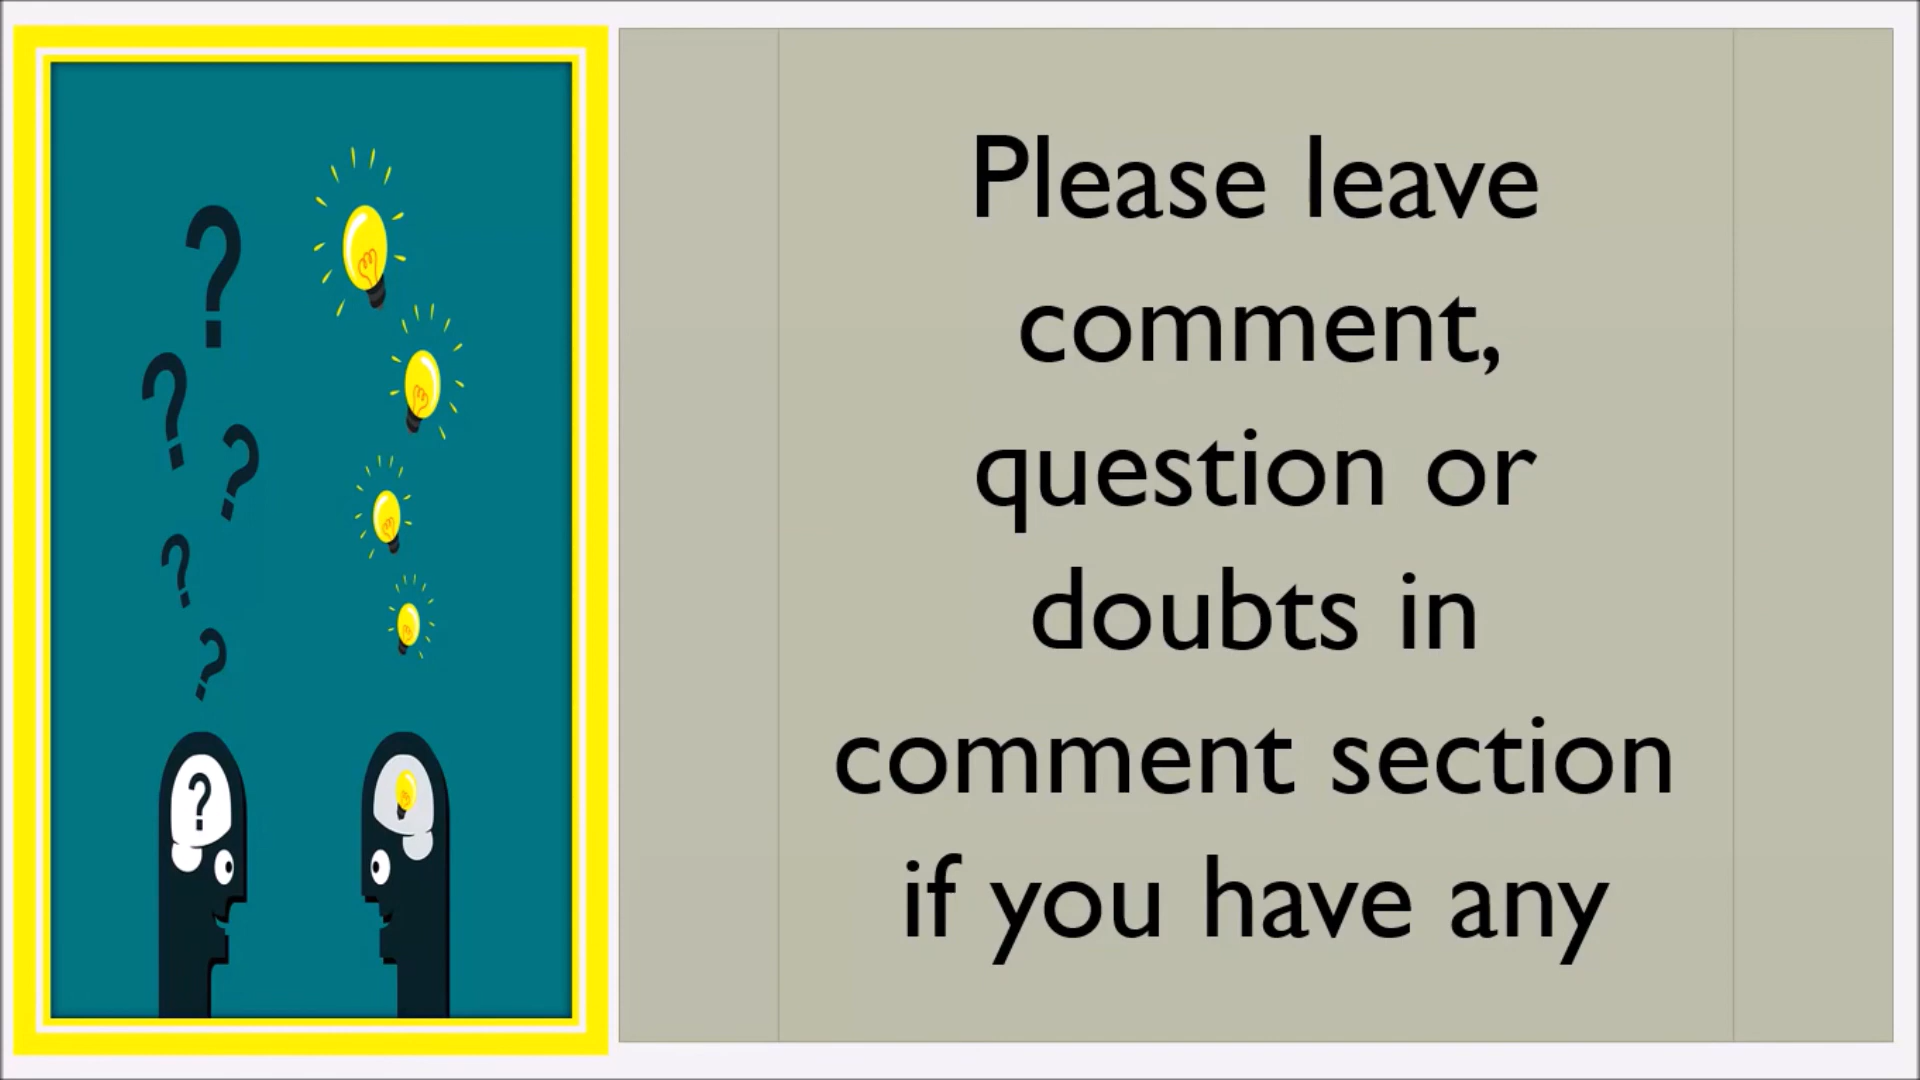 Please leave
comment,
question or
doubts in
comment section
if you have any